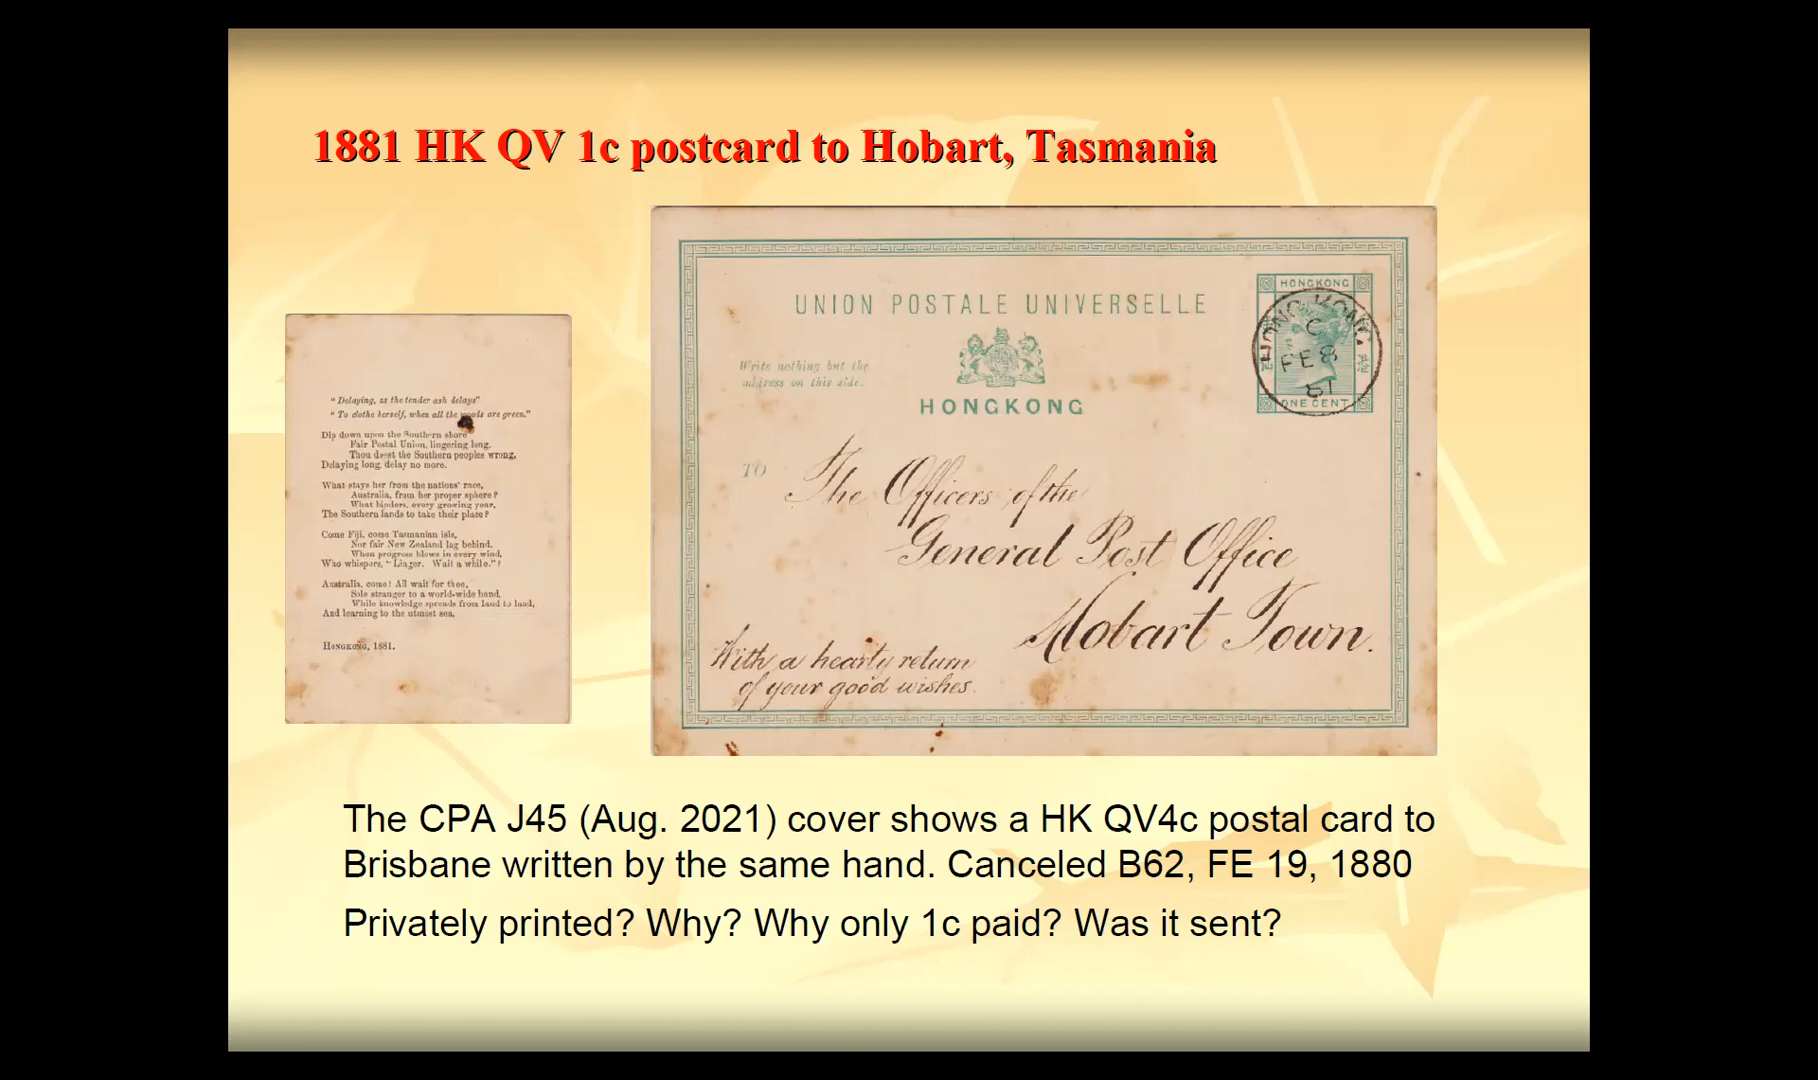 1881 HK QV 1c postcard to Hobart, Tasmania
"Delaying, as the tender ash delays"
"To clothe herself, when all the woods are green."
Dip down upon the Southern shore
Fair Postal Union, lingering long.
Thou doest the Southern peoples wrong,
Delaying long, delay no more.
What stays her from the nations' race,
Australia, from her proper sphere?
What hinders, every growing year,
The Southern lands to take their place?
Come Fiji, come Tasmanian isle,
Nor fair New Zealand lag behind.
When progress blows in every wind,
Who whispers, "Linger. Wait a while."?
Australia, come! All wait for thee,
Sole stranger to a world-wide band,
While knowledge spreads from land to land,
And learning to the utmost sea.
HONGKONG, 1881.
UNION POSTALE UNIVERSELLE
Write nothing but the
address on this side.
HONGKONG
HONGKONG
ONE CENT
HONG KONG
C
FE 8
81
TO
The Officers of the
General Post Office
Hobart Town.
With a hearty return
of your good wishes.
The CPA J45 (Aug. 2021) cover shows a HK QV4c postal card to
Brisbane written by the same hand. Canceled B62, FE 19, 1880
Privately printed? Why? Why only 1c paid? Was it sent?